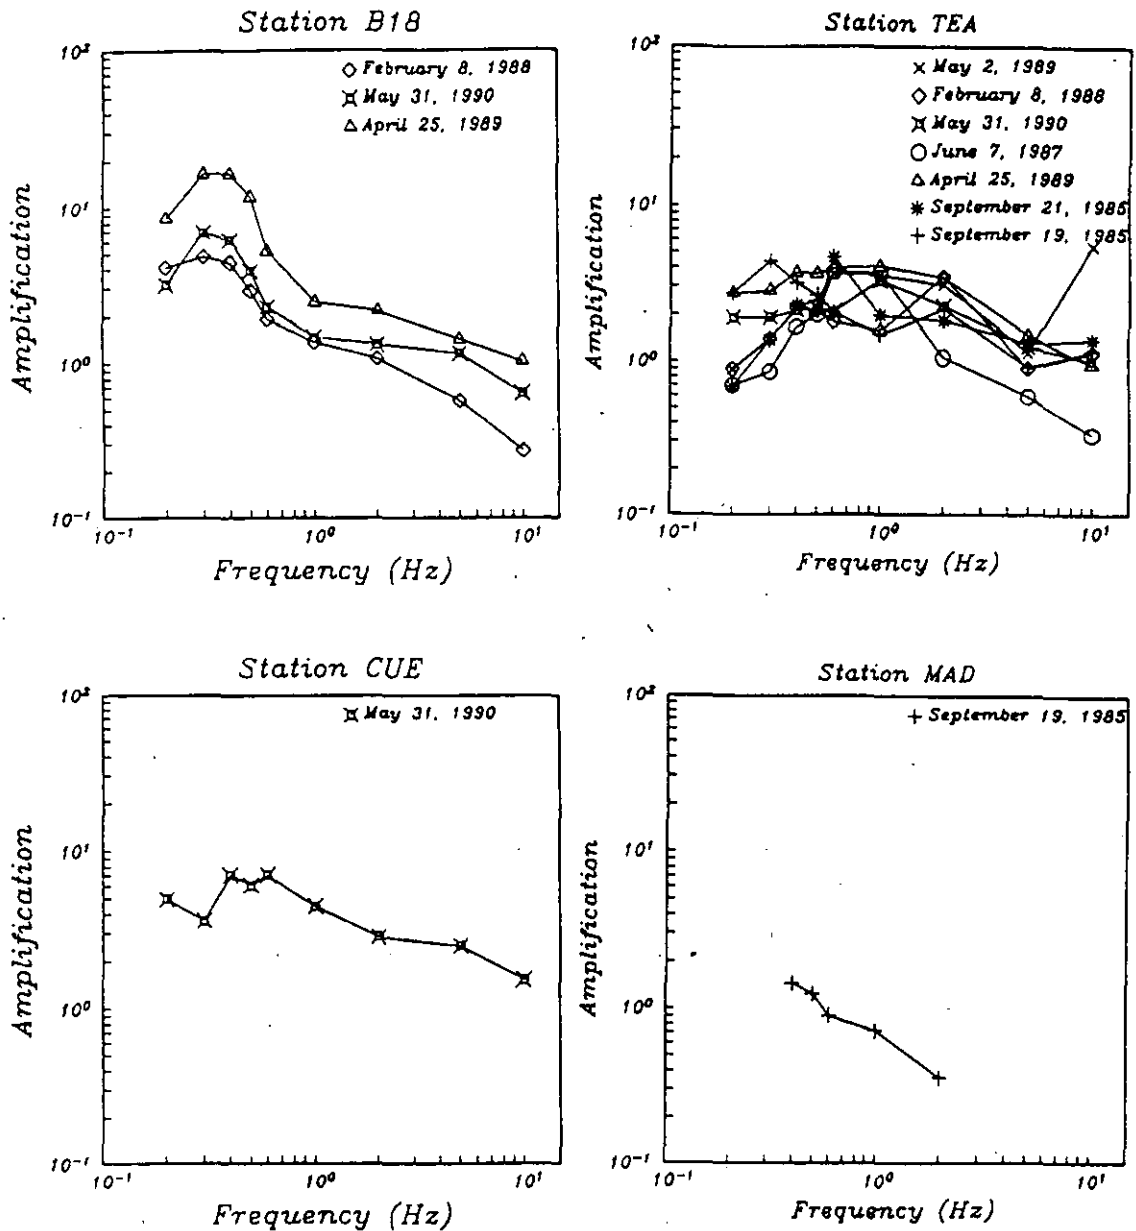 Station B18
10²
February 8, 1988
May 31, 1990
April 25, 1989
10¹
10⁰
10⁻¹
Amplification
10⁻¹
10⁰
10¹
Frequency (Hz)
Station TEA
10²
May 2, 1989
February 8, 1988
May 31, 1990
June 7, 1987
April 25, 1989
September 21, 1985
September 19, 1985
10¹
10⁰
10⁻¹
Amplification
10⁻¹
10⁰
10¹
Frequency (Hz)
Station CUE
10²
May 31, 1990
10¹
10⁰
10⁻¹
Amplification
10⁻¹
10⁰
10¹
Frequency (Hz)
Station MAD
10²
September 19, 1985
10¹
10⁰
10⁻¹
Amplification
10⁻¹
10⁰
10¹
Frequency (Hz)